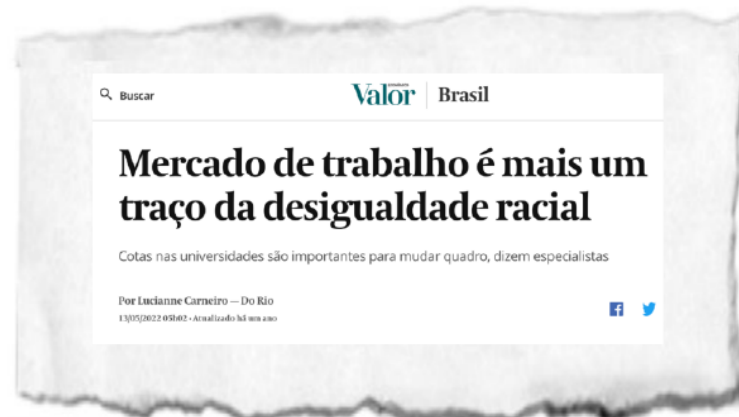 Buscar
Valor Brasil
Mercado de trabalho é mais um
traço da desigualdade racial
Cotas nas universidades são importantes para mudar quadro, dizem especialistas
Por Lucianne Carneiro — Do Rio
13/05/2022 05h02 • Atualizado há um ano